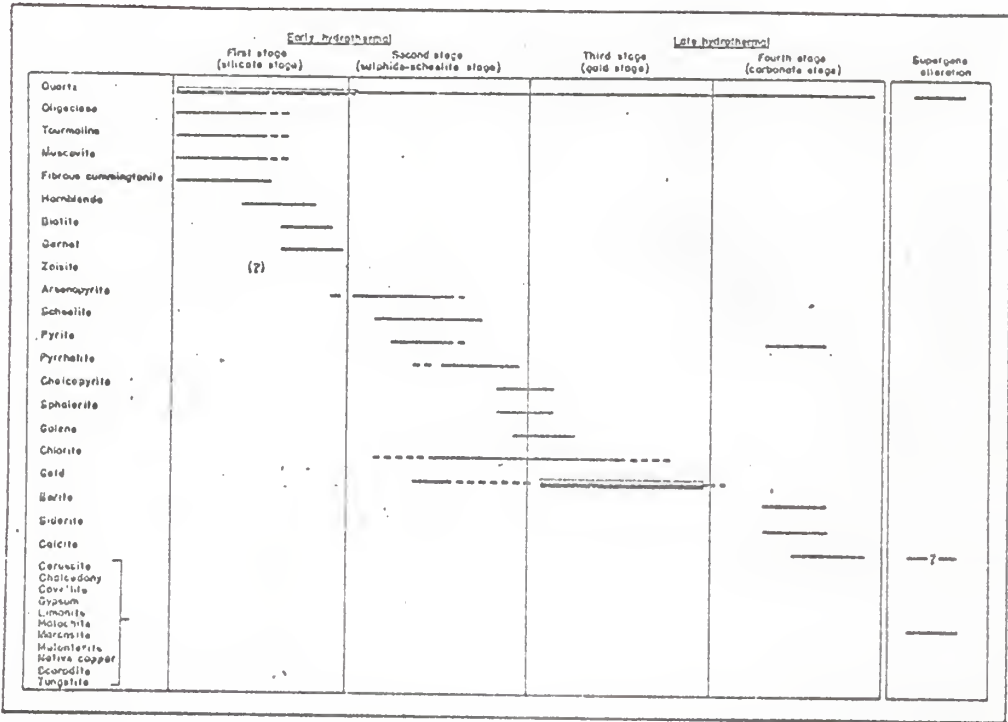 Early hydrothermal
Late hydrothermal
First stage
(silicate stage)
Second stage
(sulphide-scheelite stage)
Third stage
(gold stage)
Fourth stage
(carbonate stage)
Supergene
alteration
Quartz
Oligoclase
Tourmaline
Muscovite
Fibrous cummingtonite
Hornblende
Biotite
Garnet
Zoisite
(?)
Arsenopyrite
Scheelite
Pyrite
Pyrrhotite
Chalcopyrite
Sphalerite
Galena
Chlorite
Gold
Barite
Siderite
Calcite
?
Cerussite
Chalcedony
Covellite
Gypsum
Limonite
Malachite
Marcasite
Melanterite
Native copper
Scorodite
Tungstite